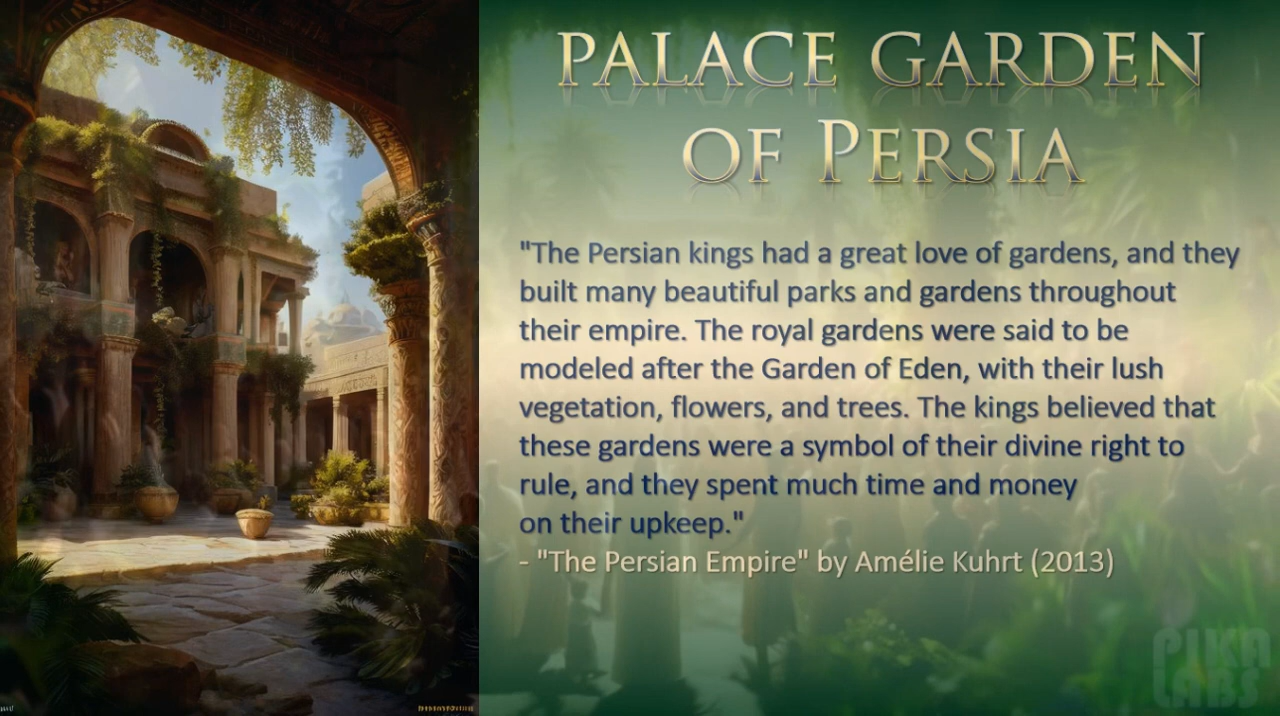 PALACE GARDEN
OF PERSIA
"The Persian kings had a great love of gardens, and they
built many beautiful parks and gardens throughout
their empire. The royal gardens were said to be
modeled after the Garden of Eden, with their lush
vegetation, flowers, and trees. The kings believed that
these gardens were a symbol of their divine right to
rule, and they spent much time and money
on their upkeep."
- "The Persian Empire" by Amélie Kuhrt (2013)
PIKA
LABS